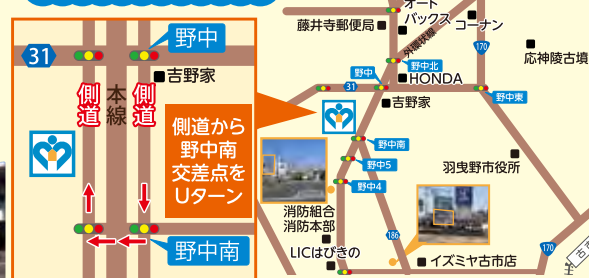 31
野中
吉野家
側道
本線
側道
側道から
野中南
交差点を
Uターン
野中南
藤井寺郵便局
オート
バックス
コーナン
外環状線
170
応神陵古墳
野中北
HONDA
野中
31
野中東
吉野家
野中南
野中5
野中4
羽曳野市役所
消防組合
消防本部
186
LICはびきの
イズミヤ古市店
170
古市